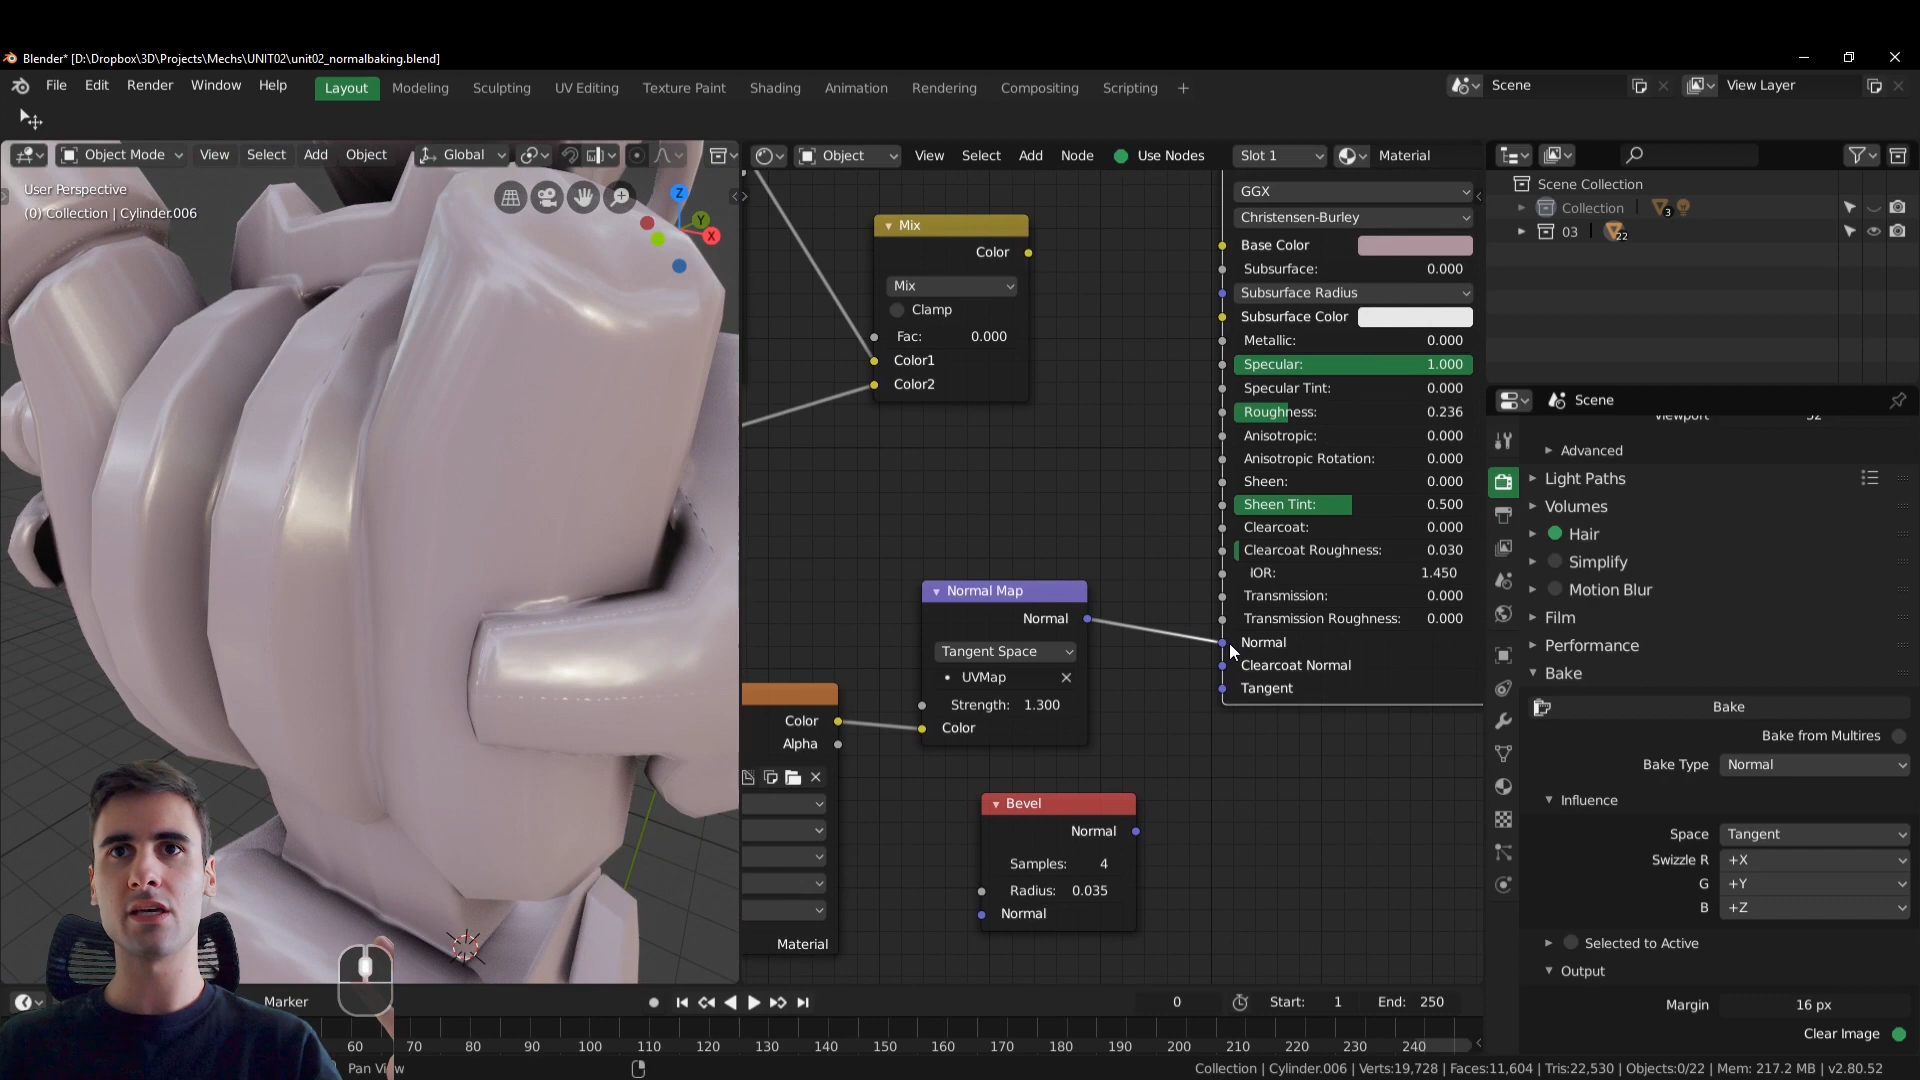 Blender* [D:\Dropbox\3D\Projects\Mechs\UNIT02\unit02_normalbaking.blend]
File Edit Render Window Help Layout Modeling Sculpting UV Editing Texture Paint Shading Animation Rendering Compositing Scripting + Scene View Layer
Object Mode View Select Add Object Global
Object View Select Add Node Use Nodes Slot 1 Material
User Perspective
(0) Collection | Cylinder.006
Z
Y
X
Mix
Color
Mix
Clamp
Fac: 0.000
Color1
Color2
Normal Map
Normal
Tangent Space
UVMap
Strength: 1.300
Color
Color
Alpha
Material
Bevel
Normal
Samples: 4
Radius: 0.035
Normal
GGX
Christensen-Burley
Base Color
Subsurface: 0.000
Subsurface Radius
Subsurface Color
Metallic: 0.000
Specular: 1.000
Specular Tint: 0.000
Roughness: 0.236
Anisotropic: 0.000
Anisotropic Rotation: 0.000
Sheen: 0.000
Sheen Tint: 0.500
Clearcoat: 0.000
Clearcoat Roughness: 0.030
IOR: 1.450
Transmission: 0.000
Transmission Roughness: 0.000
Normal
Clearcoat Normal
Tangent
Scene Collection
Collection 3
03 22
Scene
Advanced
Light Paths
Volumes
Hair
Simplify
Motion Blur
Film
Performance
Bake
Bake
Bake from Multires
Bake Type Normal
Influence
Space Tangent
Swizzle R +X
G +Y
B +Z
Selected to Active
Output
Margin 16 px
Clear Image
Marker 0 Start: 1 End: 250
60 70 80 90 100 110 120 130 140 150 160 170 180 190 200 210 220 230 240
Collection | Cylinder.006 | Verts:19,728 | Faces:11,604 | Tris:22,530 | Objects:0/22 | Mem: 217.2 MB | v2.80.52